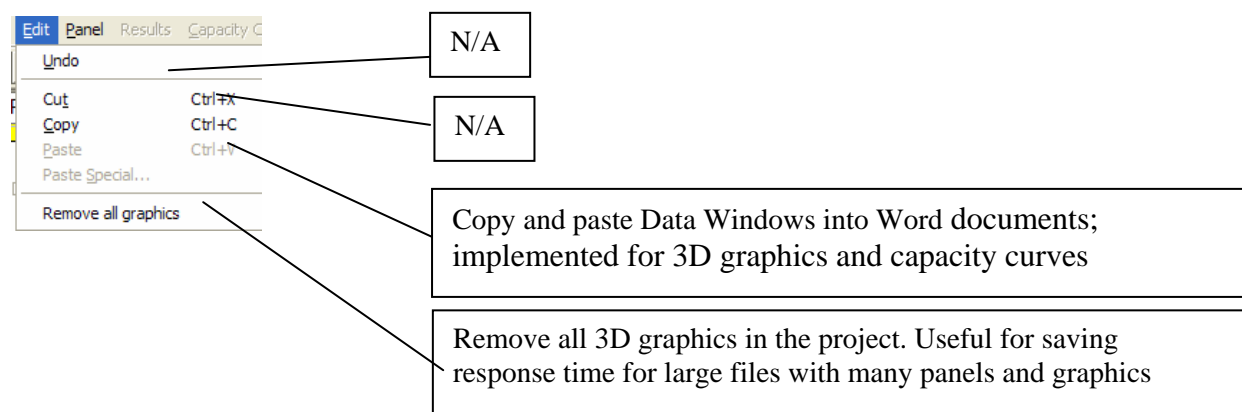 Edit Panel Results Capacity C
Undo
N/A
Cut Ctrl+X
N/A
Copy Ctrl+C
Paste Ctrl+V
Paste Special...
Remove all graphics
Copy and paste Data Windows into Word documents;
implemented for 3D graphics and capacity curves
Remove all 3D graphics in the project. Useful for saving
response time for large files with many panels and graphics